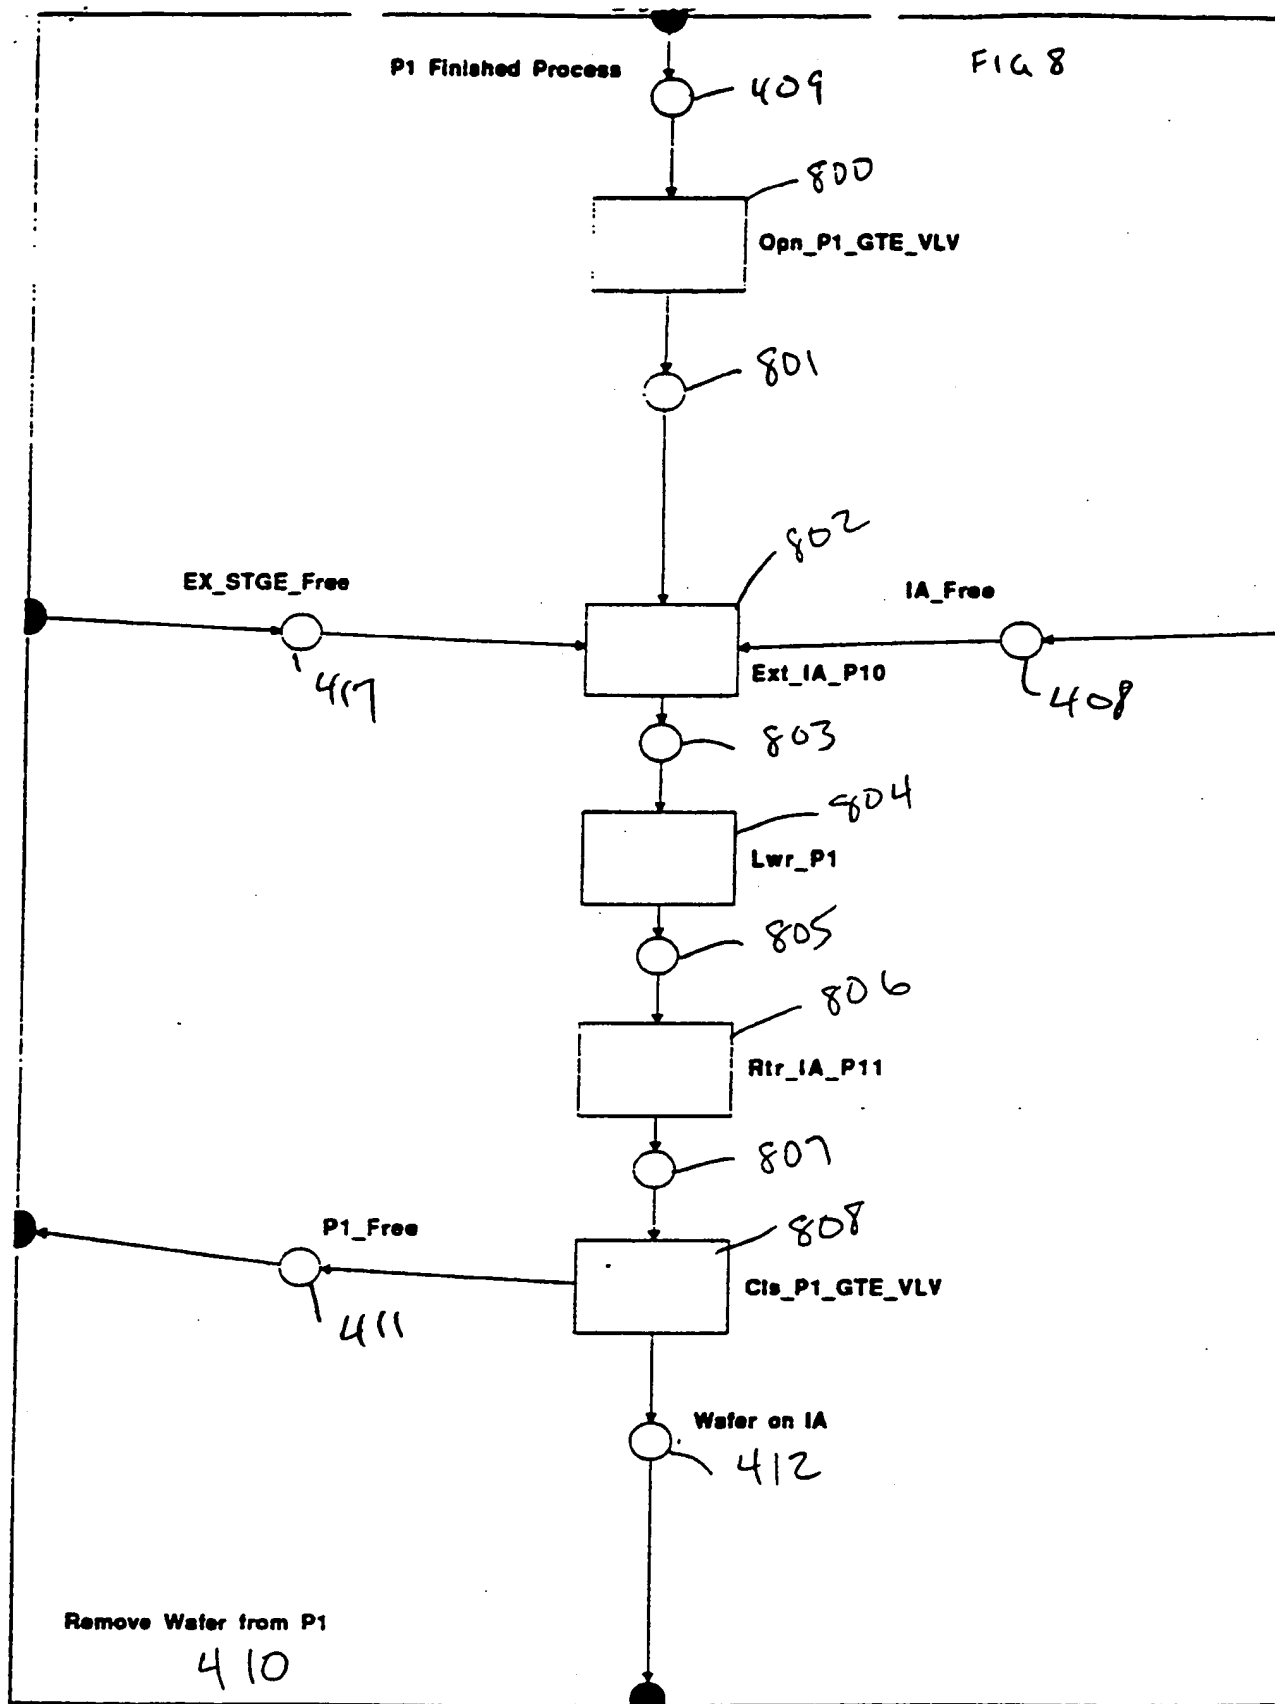 FIG 8
P1 Finished Process
409
800
Opn_P1_GTE_VLV
801
802
EX_STGE_Free
IA_Free
417
Ext_IA_P10
408
803
804
Lwr_P1
805
806
Rtr_IA_P11
807
808
P1_Free
Cls_P1_GTE_VLV
411
Wafer on IA
412
Remove Wafer from P1
410